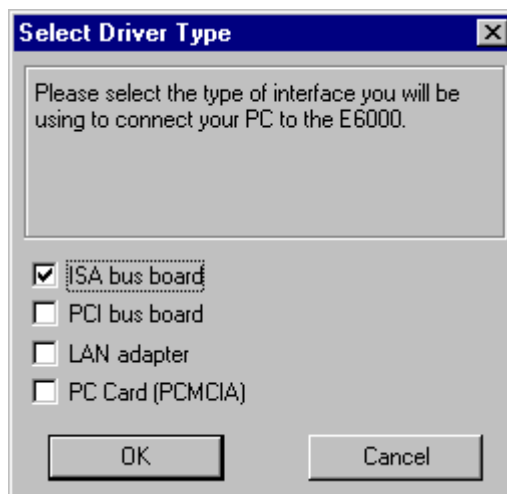 Select Driver Type
Please select the type of interface you will be
using to connect your PC to the E6000.
ISA bus board
PCI bus board
LAN adapter
PC Card (PCMCIA)
OK
Cancel